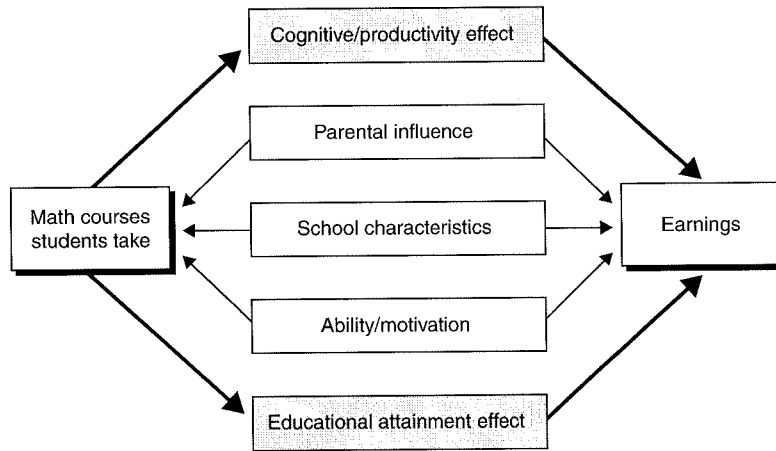 Cognitive/productivity effect
Parental influence
Math courses
students take
School characteristics
Earnings
Ability/motivation
Educational attainment effect